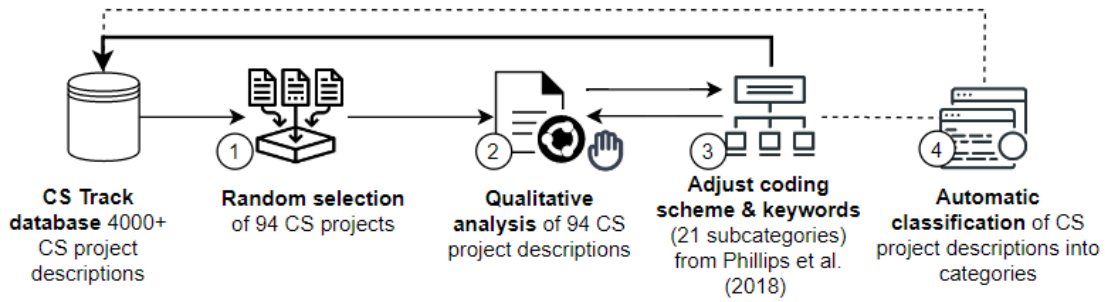 1
2
3
4
CS Track
database 4000+
CS project
descriptions
Random selection
of 94 CS projects
Qualitative
analysis of 94 CS
project descriptions
Adjust coding
scheme & keywords
(21 subcategories)
from Phillips et al.
(2018)
Automatic
classification of CS
project descriptions into
categories